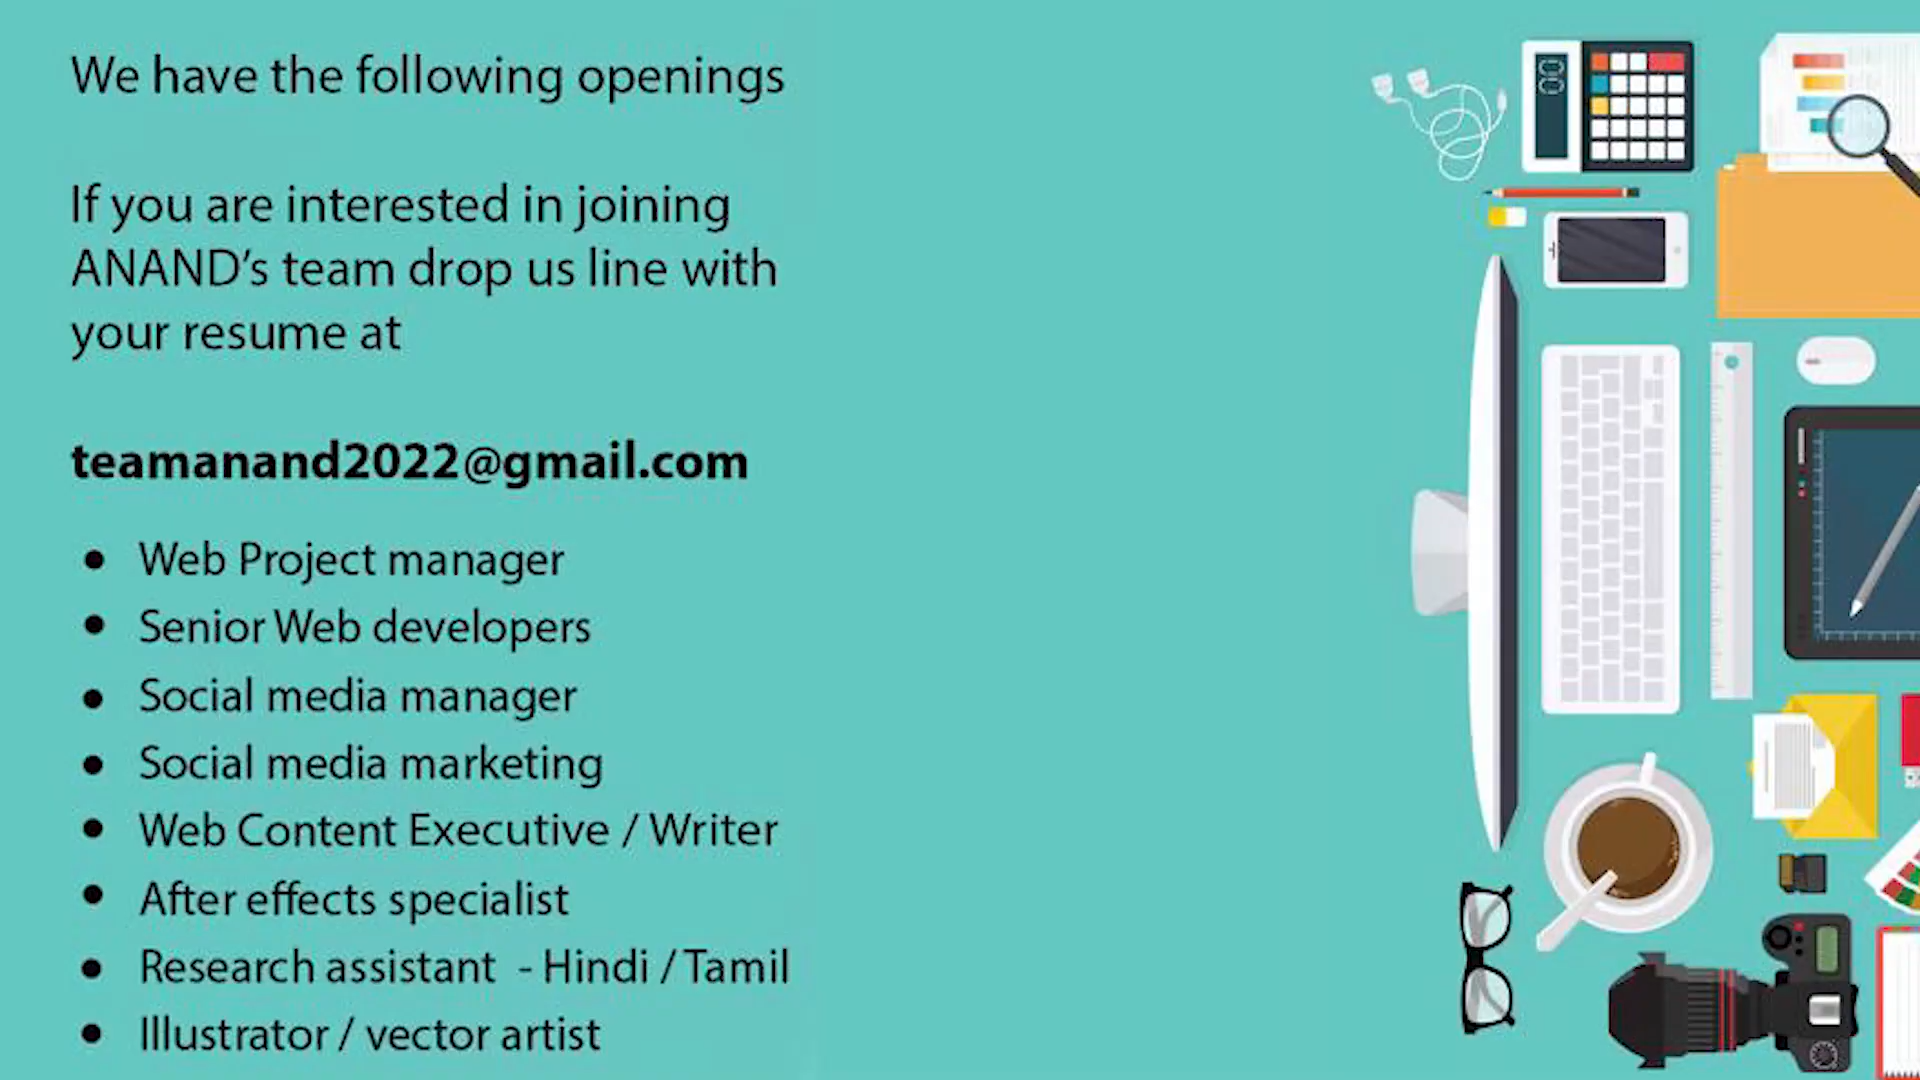 We have the following openings
If you are interested in joining
ANAND’s team drop us line with
your resume at
teamanand2022@gmail.com
● Web Project manager
● Senior Web developers
● Social media manager
● Social media marketing
● Web Content Executive / Writer
● After effects specialist
● Research assistant - Hindi / Tamil
● Illustrator / vector artist